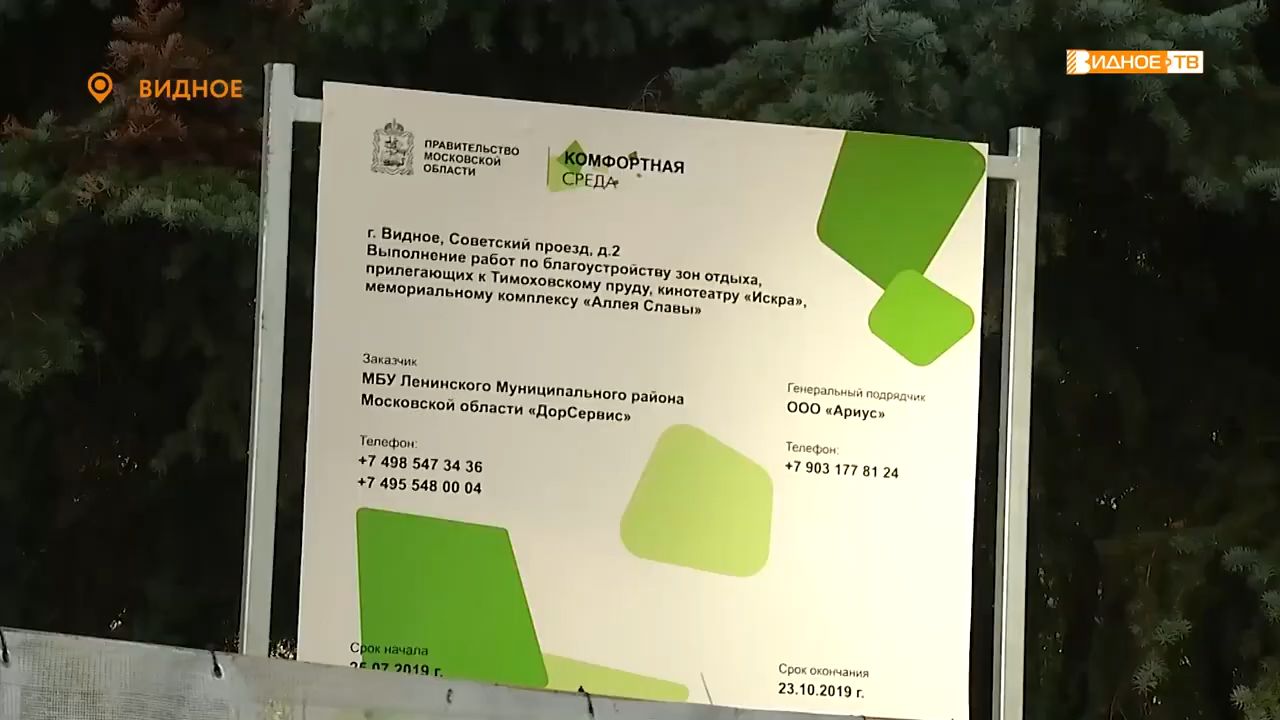 ВИДНОЕ
ВИДНОЕ ТВ
ПРАВИТЕЛЬСТВО
МОСКОВСКОЙ
ОБЛАСТИ
КОМФОРТНАЯ
СРЕДА
г. Видное, Советский проезд, д.2
Выполнение работ по благоустройству зон отдыха,
прилегающих к Тимоховскому пруду, кинотеатру «Искра»,
мемориальному комплексу «Аллея Славы»
Заказчик
МБУ Ленинского Муниципального района
Московской области «ДорСервис»
Телефон:
+7 498 547 34 36
+7 495 548 00 04
Генеральный подрядчик
ООО «Ариус»
Телефон:
+7 903 177 81 24
Срок начала
25.07.2019 г.
Срок окончания
23.10.2019 г.